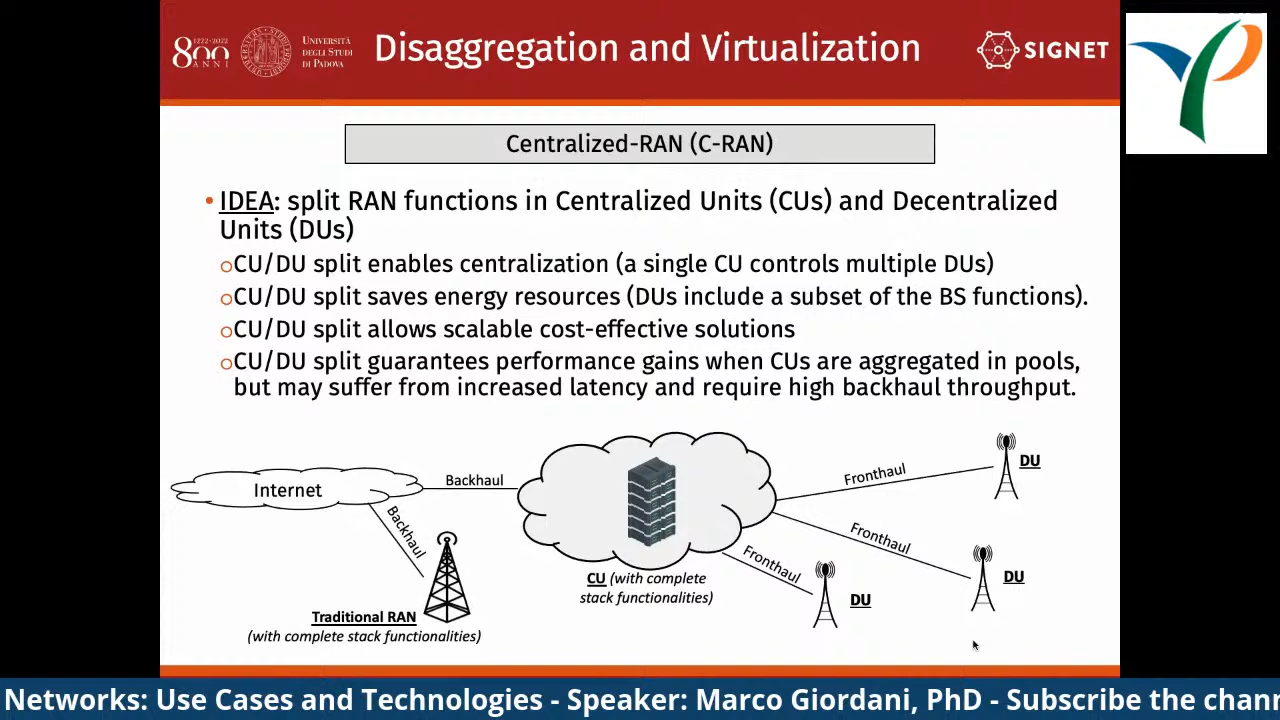 1222-2022
800
ANNI
UNIVERSITÀ
DEGLI STUDI
DI PADOVA
Disaggregation and Virtualization
SIGNET
Centralized-RAN (C-RAN)
• IDEA: split RAN functions in Centralized Units (CUs) and Decentralized
Units (DUs)
oCU/DU split enables centralization (a single CU controls multiple DUs)
oCU/DU split saves energy resources (DUs include a subset of the BS functions).
oCU/DU split allows scalable cost-effective solutions
oCU/DU split guarantees performance gains when CUs are aggregated in pools,
but may suffer from increased latency and require high backhaul throughput.
Internet
Backhaul
Backhaul
Traditional RAN
(with complete stack functionalities)
CU (with complete
stack functionalities)
Fronthaul
DU
Fronthaul
DU
Fronthaul
DU
Networks: Use Cases and Technologies - Speaker: Marco Giordani, PhD - Subscribe the chann